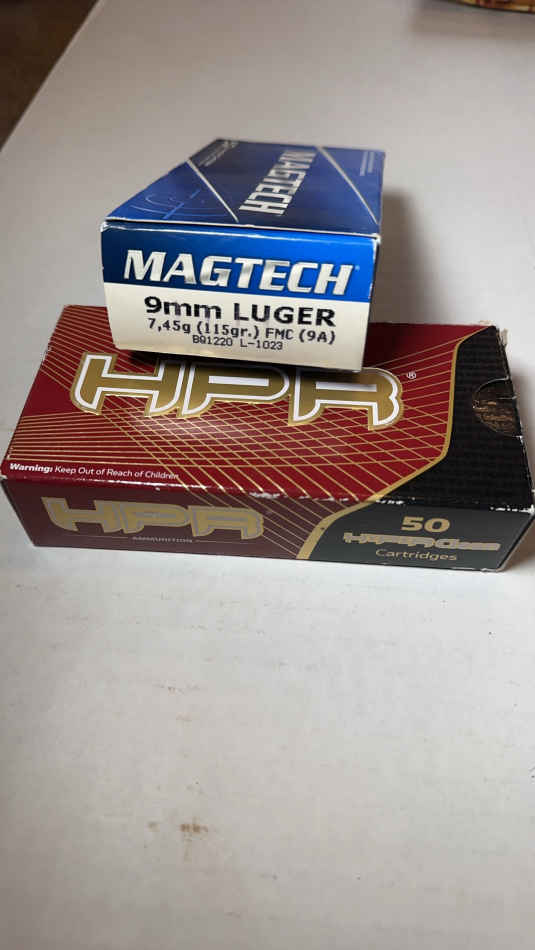 MAGTECH
MAGTECH
9mm LUGER
7,45g (115gr.) FMC (9A)
BQ1220 L-1023
HPR®
Warning: Keep Out of Reach of Children
HPR
AMMUNITION
50
Cartridges